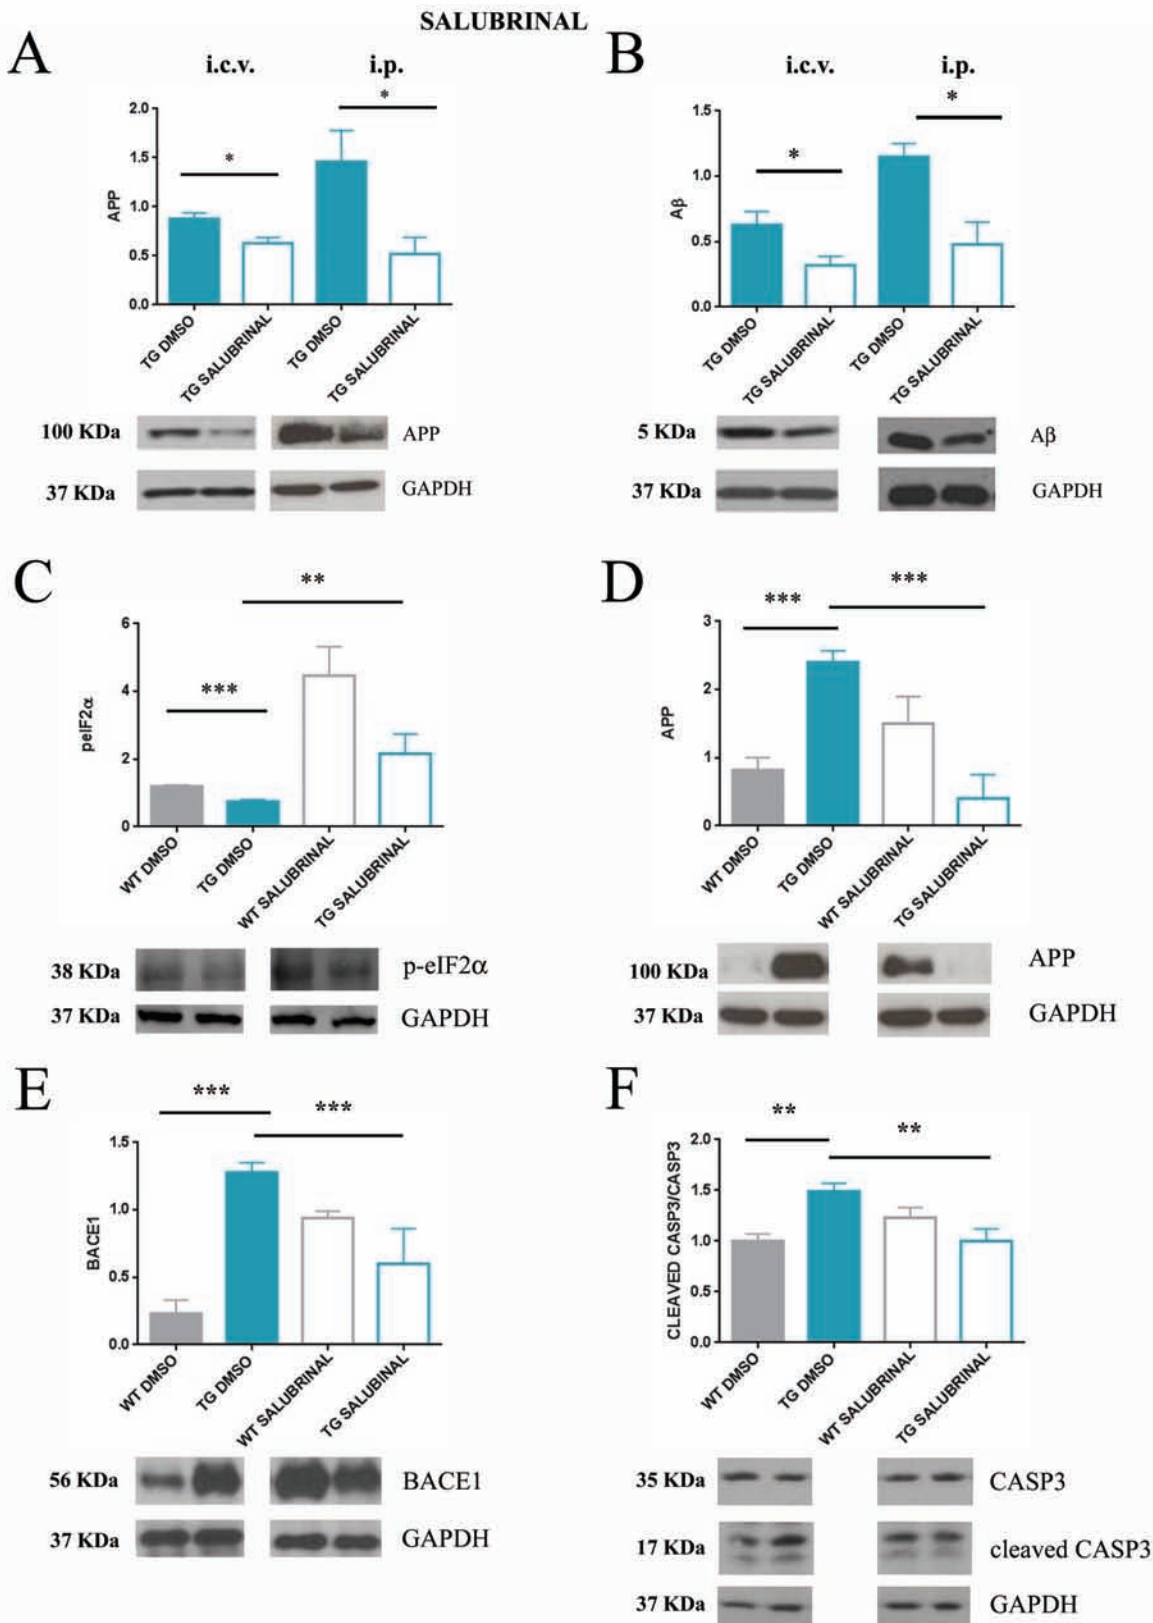 SALUBRINAL
A
i.c.v.
i.p.
APP
2.0
1.5
1.0
0.5
0.0
*
*
TG DMSO
TG SALUBRINAL
TG DMSO
TG SALUBRINAL
100 KDa
APP
37 KDa
GAPDH
B
i.c.v.
i.p.
Aβ
1.5
1.0
0.5
0.0
*
*
TG DMSO
TG SALUBRINAL
TG DMSO
TG SALUBRINAL
5 KDa
Aβ
37 KDa
GAPDH
C
peIF2α
6
4
2
0
***
**
WT DMSO
TG DMSO
WT SALUBRINAL
TG SALUBRINAL
38 KDa
p-eIF2α
37 KDa
GAPDH
D
APP
3
2
1
0
***
***
WT DMSO
TG DMSO
WT SALUBRINAL
TG SALUBRINAL
100 KDa
APP
37 KDa
GAPDH
E
BACE1
1.5
1.0
0.5
0.0
***
***
WT DMSO
TG DMSO
WT SALUBRINAL
TG SALUBINAL
56 KDa
BACE1
37 KDa
GAPDH
F
CLEAVED CASP3/CASP3
2.0
1.5
1.0
0.5
0.0
**
**
WT DMSO
TG DMSO
WT SALUBRINAL
TG SALUBRINAL
35 KDa
CASP3
17 KDa
cleaved CASP3
37 KDa
GAPDH